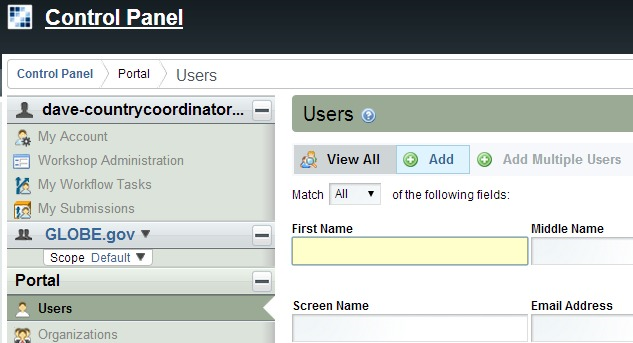 Control Panel
Control Panel Portal Users
dave-countrycoordinator...
My Account
Workshop Administration
My Workflow Tasks
My Submissions
GLOBE.gov
Scope Default
Portal
Users
Organizations
Users
View All Add Add Multiple Users
Match All of the following fields:
First Name Middle Name
Screen Name Email Address